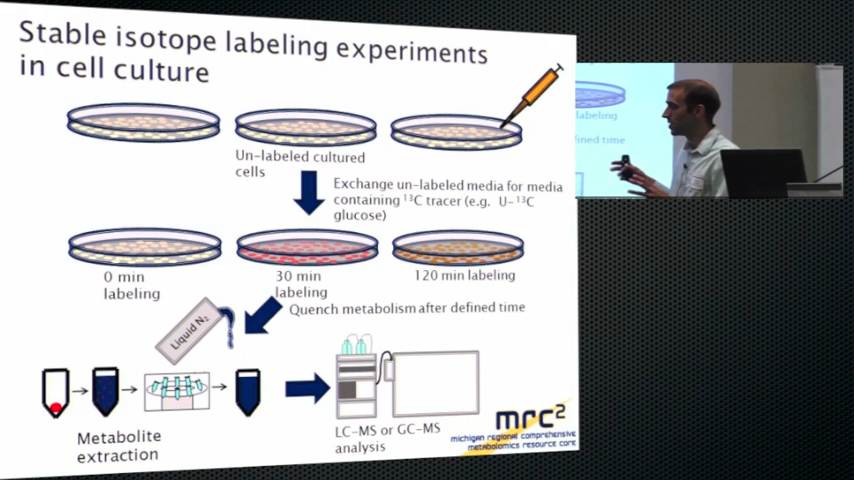 Stable isotope labeling experiments
in cell culture
Un-labeled cultured
cells
Exchange un-labeled media for media
containing ¹³C tracer (e.g. U-¹³C
glucose)
0 min
labeling
30 min
labeling
120 min labeling
Quench metabolism after defined time
Liquid N₂
Metabolite
extraction
LC-MS or GC-MS
analysis
mrc²
michigan regional comprehensive
metabolomics resource core
labeling
fined time